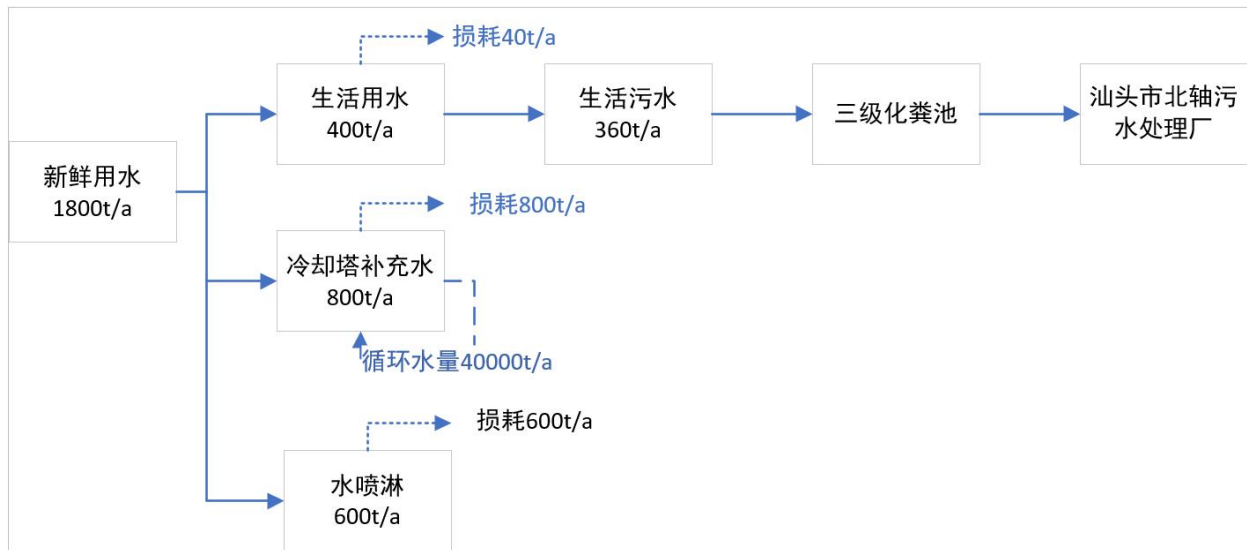 损耗40t/a
生活用水
400t/a
生活污水
360t/a
三级化粪池
汕头市北轴污
水处理厂
新鲜用水
1800t/a
损耗800t/a
冷却塔补充水
800t/a
循环水量40000t/a
损耗600t/a
水喷淋
600t/a